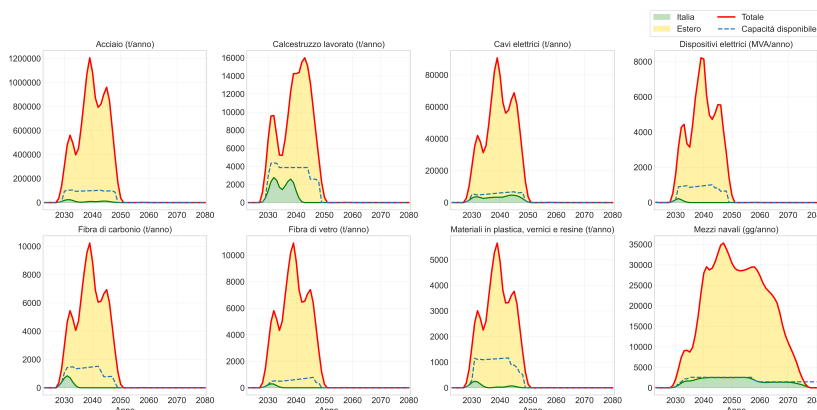 Italia
Totale
Estero
Capacità disponibile
Acciaio (t/anno)
Calcestruzzo lavorato (t/anno)
Cavi elettrici (t/anno)
Dispositivi elettrici (MVA/anno)
1200000
1000000
800000
600000
400000
200000
0
2030 2040 2050 2060 2070 2080
16000
14000
12000
10000
8000
6000
4000
2000
0
2030 2040 2050 2060 2070 2080
80000
60000
40000
20000
0
2030 2040 2050 2060 2070 2080
8000
6000
4000
2000
0
2030 2040 2050 2060 2070 2080
Fibra di carbonio (t/anno)
Fibra di vetro (t/anno)
Materiali in plastica, vernici e resine (t/anno)
Mezzi navali (gg/anno)
10000
8000
6000
4000
2000
0
2030 2040 2050 2060 2070 2080
10000
8000
6000
4000
2000
0
2030 2040 2050 2060 2070 2080
5000
4000
3000
2000
1000
0
2030 2040 2050 2060 2070 2080
35000
30000
25000
20000
15000
10000
5000
0
2030 2040 2050 2060 2070
Anno
Anno
Anno
Anno